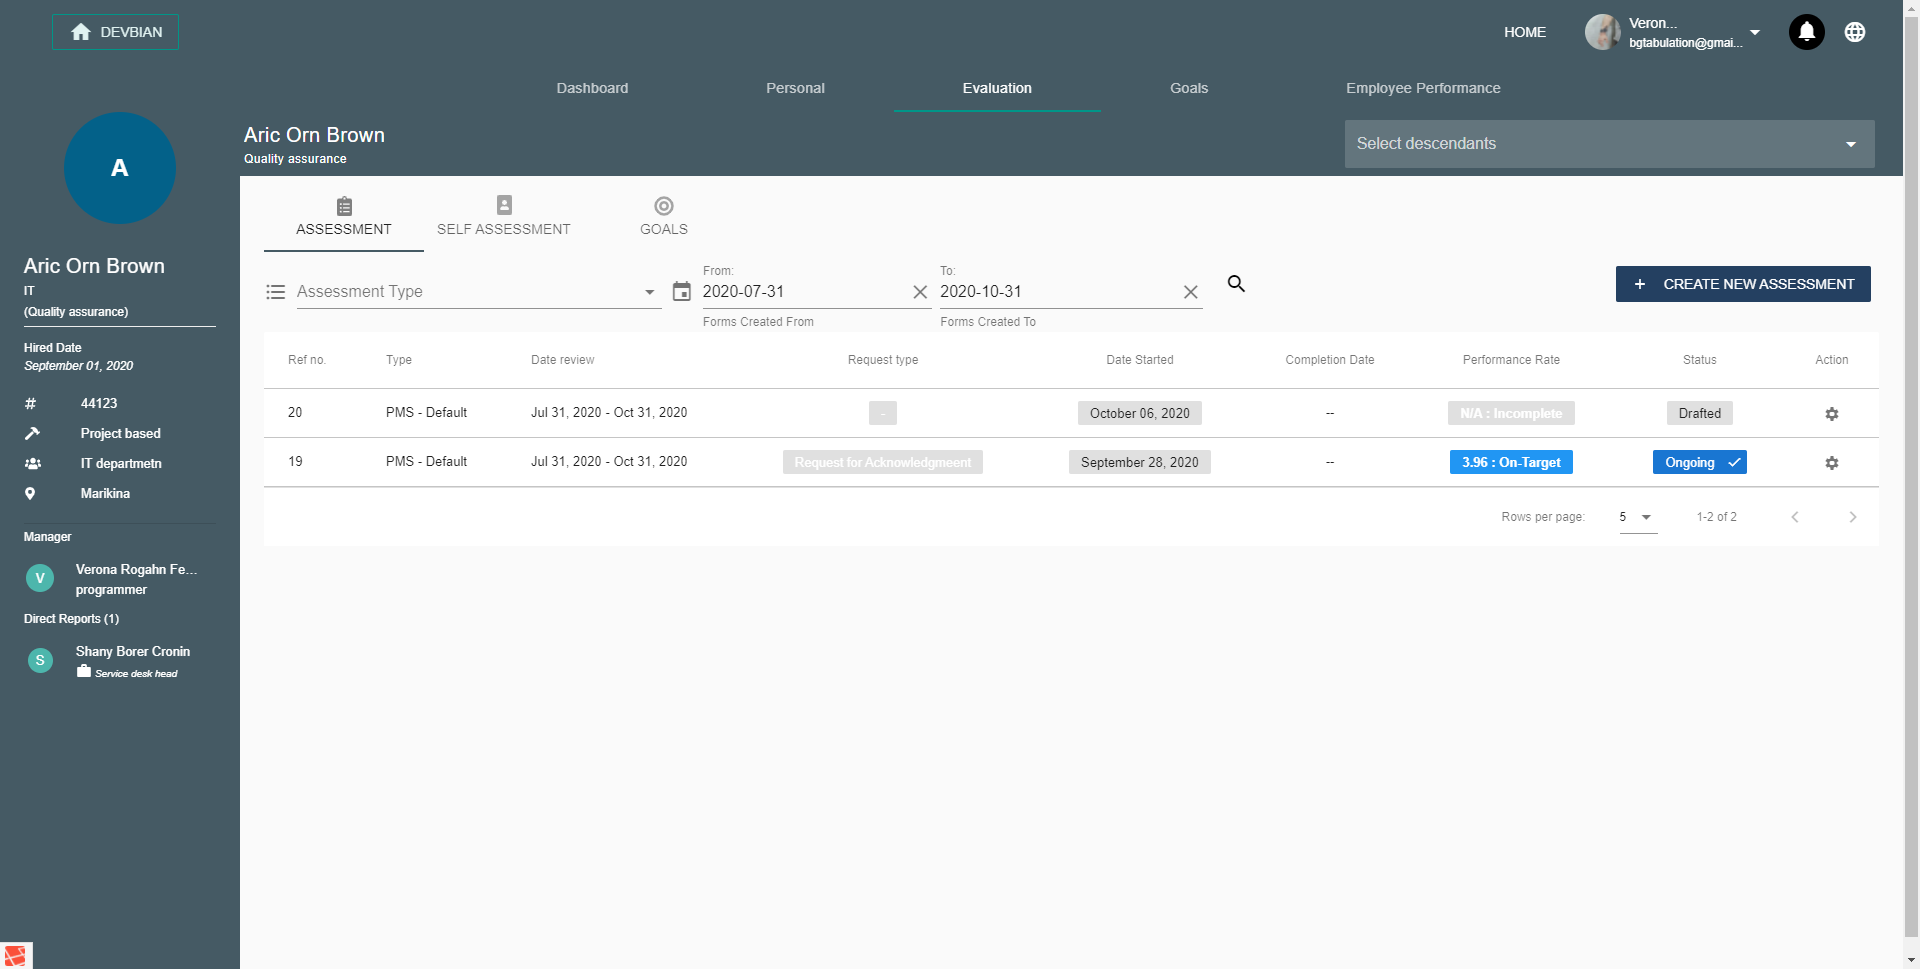 DEVBIAN
HOME
Veron...
bgtabulation@gmai...
Dashboard
Personal
Evaluation
Goals
Employee Performance
A
Aric Orn Brown
Quality assurance
Select descendants
Aric Orn Brown
IT
(Quality assurance)
Hired Date
September 01, 2020
# 44123
Project based
IT departmetn
Marikina
Manager
V
Verona Rogahn Fe...
programmer
Direct Reports (1)
S
Shany Borer Cronin
Service desk head
ASSESSMENT
SELF ASSESSMENT
GOALS
Assessment Type
From:
2020-07-31
Forms Created From
To:
2020-10-31
Forms Created To
+ CREATE NEW ASSESSMENT
Ref no. Type Date review Request type Date Started Completion Date Performance Rate Status Action
20 PMS - Default Jul 31, 2020 - Oct 31, 2020 - October 06, 2020 -- N/A : Incomplete Drafted
19 PMS - Default Jul 31, 2020 - Oct 31, 2020 Request for Acknowledgmeent September 28, 2020 -- 3.96 : On-Target Ongoing
Rows per page: 5 1-2 of 2